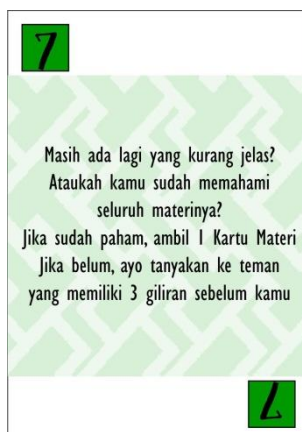 7
Masih ada lagi yang kurang jelas?
Ataukah kamu sudah memahami
seluruh materinya?
Jika sudah paham, ambil 1 Kartu Materi
Jika belum, ayo tanyakan ke teman
yang memiliki 3 giliran sebelum kamu
7